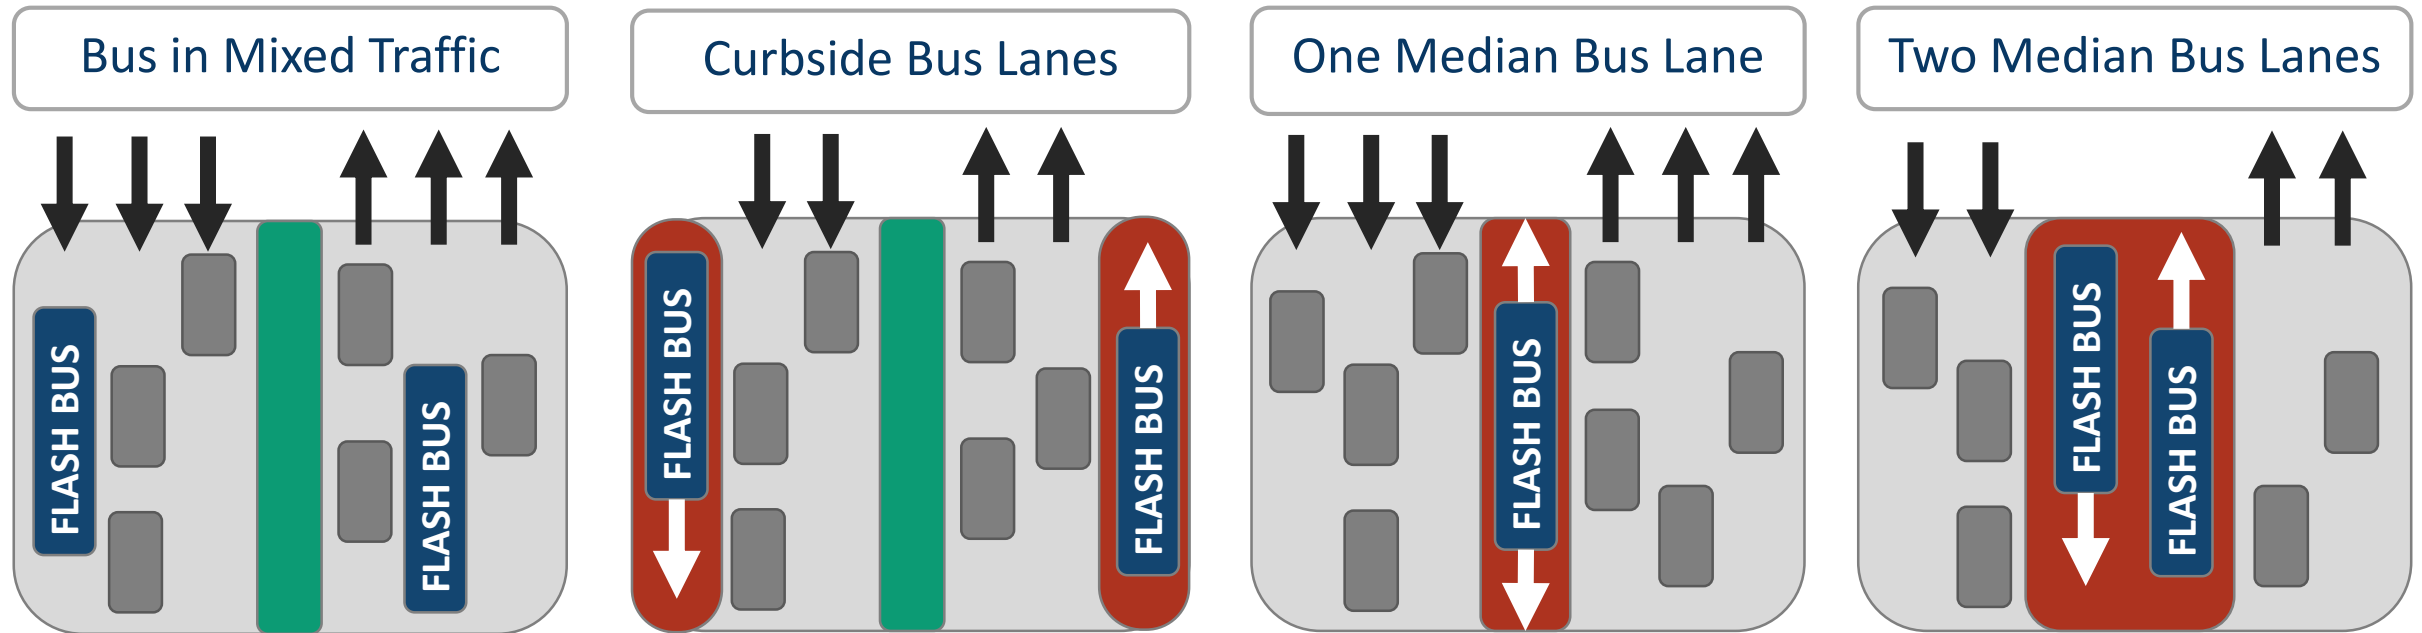 Bus in Mixed Traffic
Curbside Bus Lanes
One Median Bus Lane
Two Median Bus Lanes
FLASH BUS
FLASH BUS
FLASH BUS
FLASH BUS
FLASH BUS
FLASH BUS
FLASH BUS